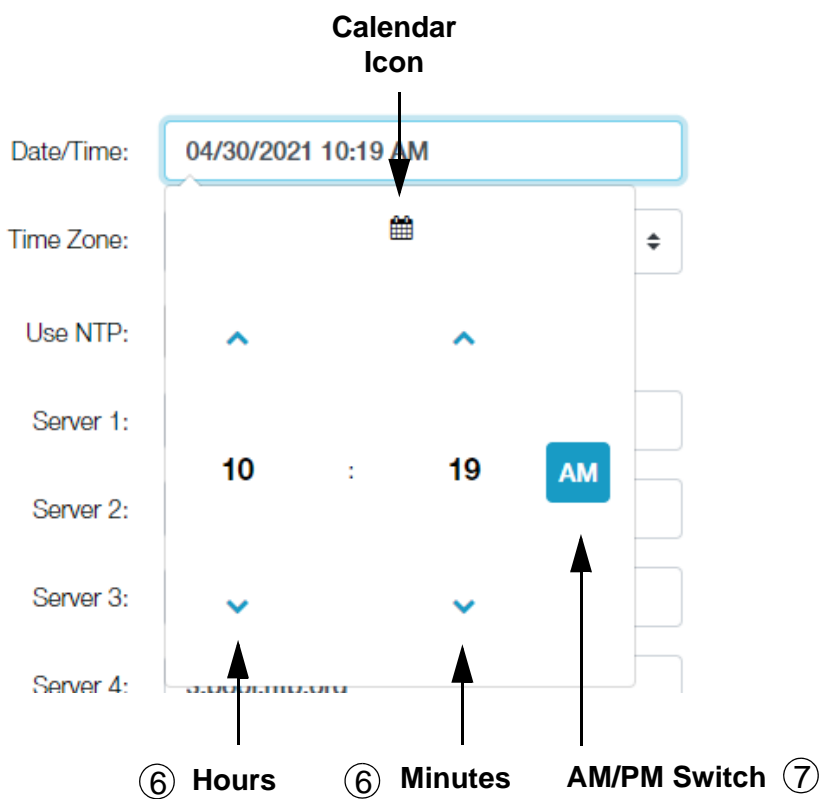 Calendar
Icon
Date/Time: 04/30/2021 10:19 AM
Time Zone:
Use NTP:
Server 1:
10 : 19 AM
Server 2:
Server 3:
Server 4:
⑥ Hours ⑥ Minutes AM/PM Switch ⑦